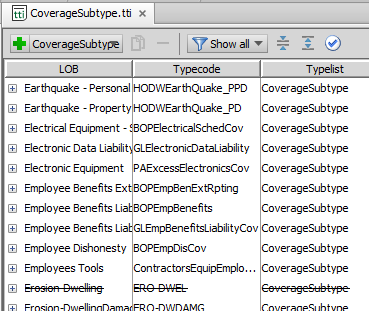 CoverageSubtype.tti
CoverageSubtype
Show all
LOB Typecode Typelist
Earthquake - Personal HODWEarthQuake_PPD CoverageSubtype
Earthquake - Property HODWEarthQuake_PD CoverageSubtype
Electrical Equipment - S BOPElectricalSchedCov CoverageSubtype
Electronic Data Liability GLElectronicDataLiability CoverageSubtype
Electronic Equipment PAExcessElectronicsCov CoverageSubtype
Employee Benefits Ext BOPEmpBenExtRpting CoverageSubtype
Employee Benefits Liab BOPEmpBenefits CoverageSubtype
Employee Benefits Liab GLEmpBenefitsLiabilityCov CoverageSubtype
Employee Dishonesty BOPEmpDisCov CoverageSubtype
Employees Tools ContractorsEquipEmplo... CoverageSubtype
Erosion-Dwelling ERO-DWEL CoverageSubtype
Erosion-DwellingDamag ERO-DWDAMG CoverageSubtype